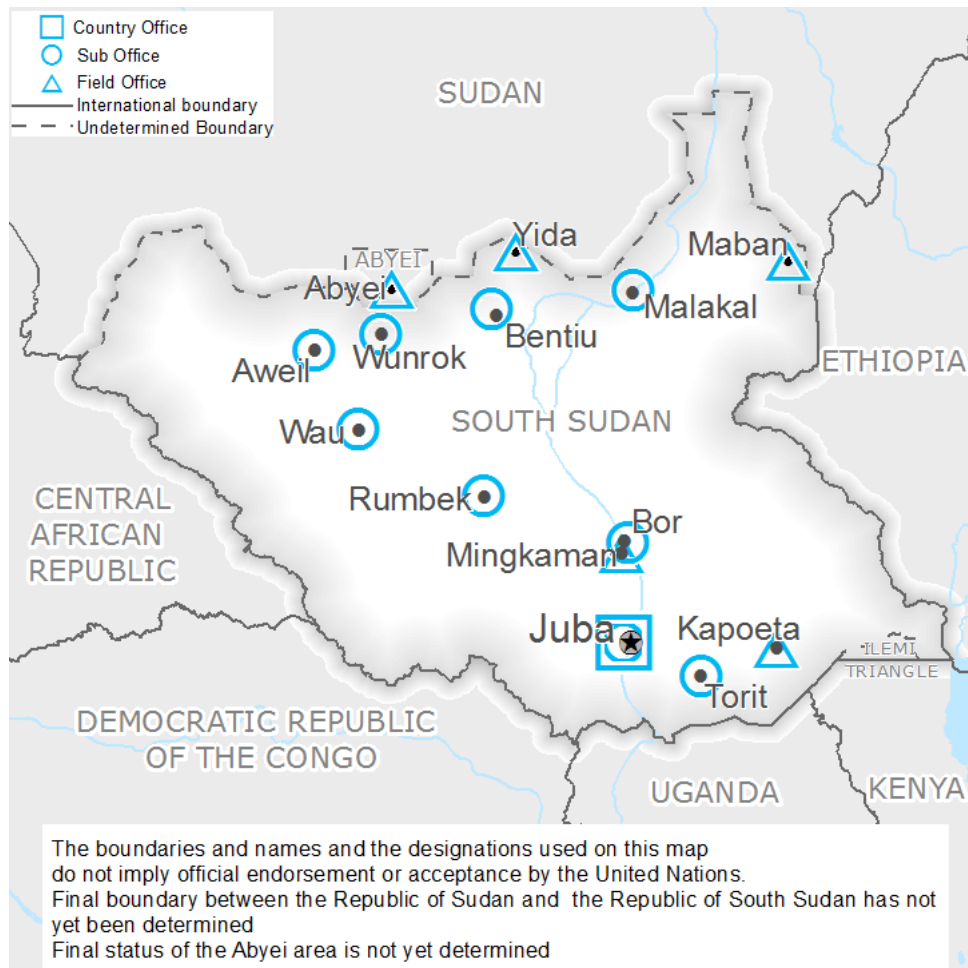 Country Office
Sub Office
Field Office
International boundary
Undetermined Boundary
SUDAN
Yida
Maban
ABYEI
Abyei
Malakal
Bentiu
Wunrok
Aweil
ETHIOPIA
SOUTH SUDAN
Wau
Rumbek
CENTRAL
AFRICAN
REPUBLIC
Bor
Mingkaman
Juba
Kapoeta
ILEMI
TRIANGLE
Torit
DEMOCRATIC REPUBLIC
OF THE CONGO
UGANDA
KENYA
The boundaries and names and the designations used on this map
do not imply official endorsement or acceptance by the United Nations.
Final boundary between the Republic of Sudan and  the Republic of South Sudan has not
yet been determined
Final status of the Abyei area is not yet determined